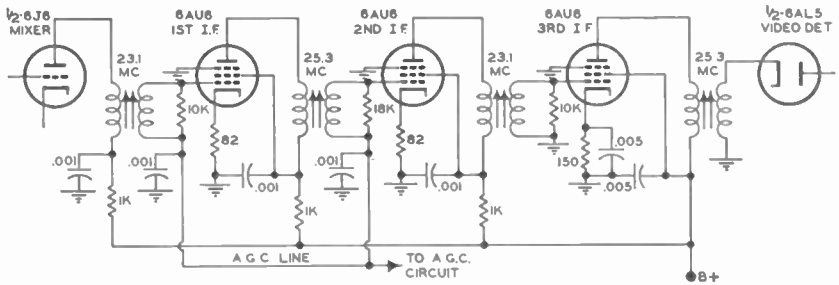 ½-6J6
MIXER
6AU6
1ST I.F.
6AU6
2ND I.F.
6AU6
3RD I F
½-6AL5
VIDEO DET
23.1
MC
25.3
MC
23.1
MC
25.3
MC
10K
18K
10K
82
82
150
.005
.001
.001
.001
.001
.001
.005
1K
1K
1K
A G C LINE
TO A G.C.
CIRCUIT
B+